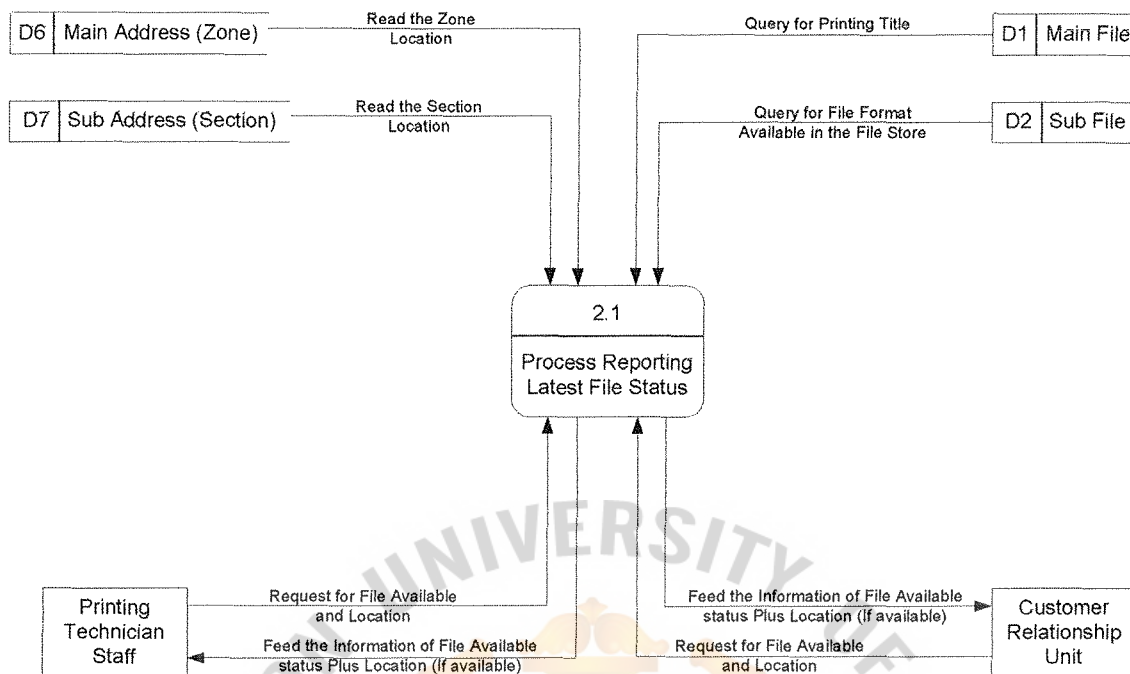 D6 Main Address (Zone)
Read the Zone
Location
Query for Printing Title
D1 Main File
D7 Sub Address (Section)
Read the Section
Location
Query for File Format
Available in the File Store
D2 Sub File
2.1
Process Reporting
Latest File Status
UNIVERSITY OF
Printing
Technician
Staff
Request for File Available
and Location
Feed the Information of File Available
status Plus Location (If available)
Feed the Information of File Available
status Plus Location (If available)
Request for File Available
and Location
Customer
Relationship
Unit